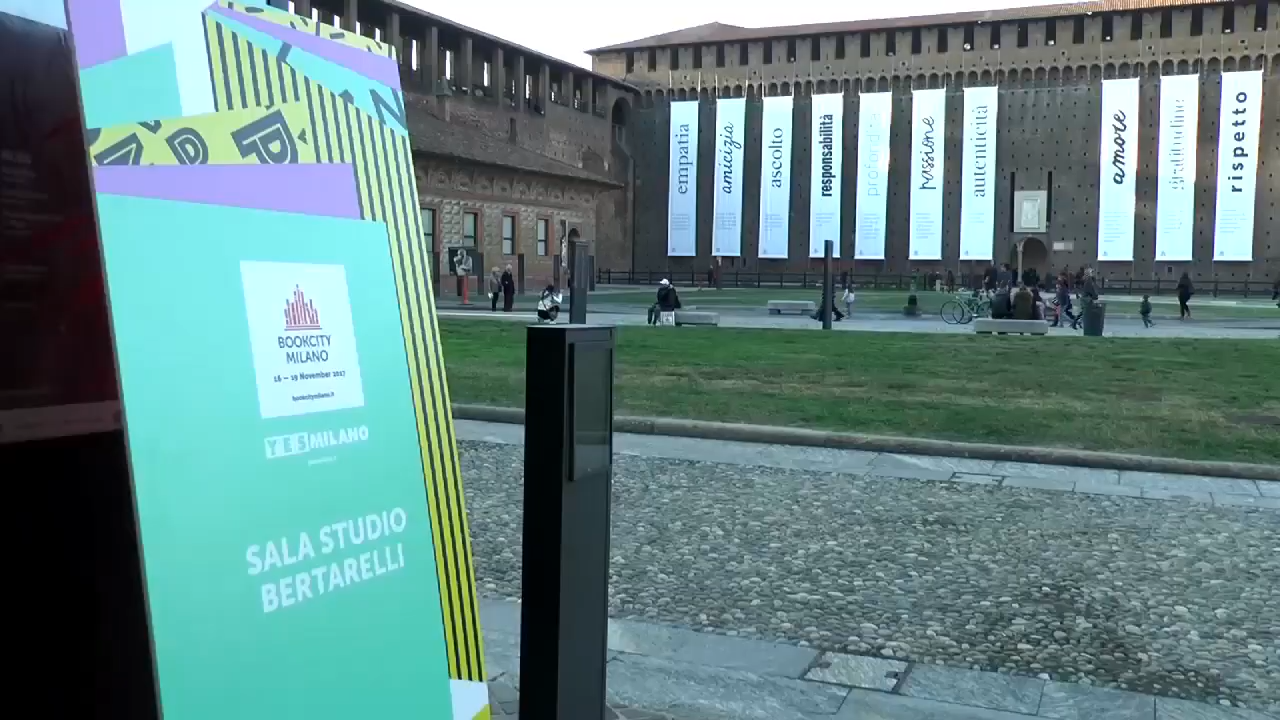 BOOKCITY
MILANO
16 — 19 November 2017
bookcitymilano.it
YESMILANO
SALA STUDIO
BERTARELLI
empatia
amicizia
ascolto
responsabilità
profondità
passione
autenticità
amore
gratitudine
rispetto